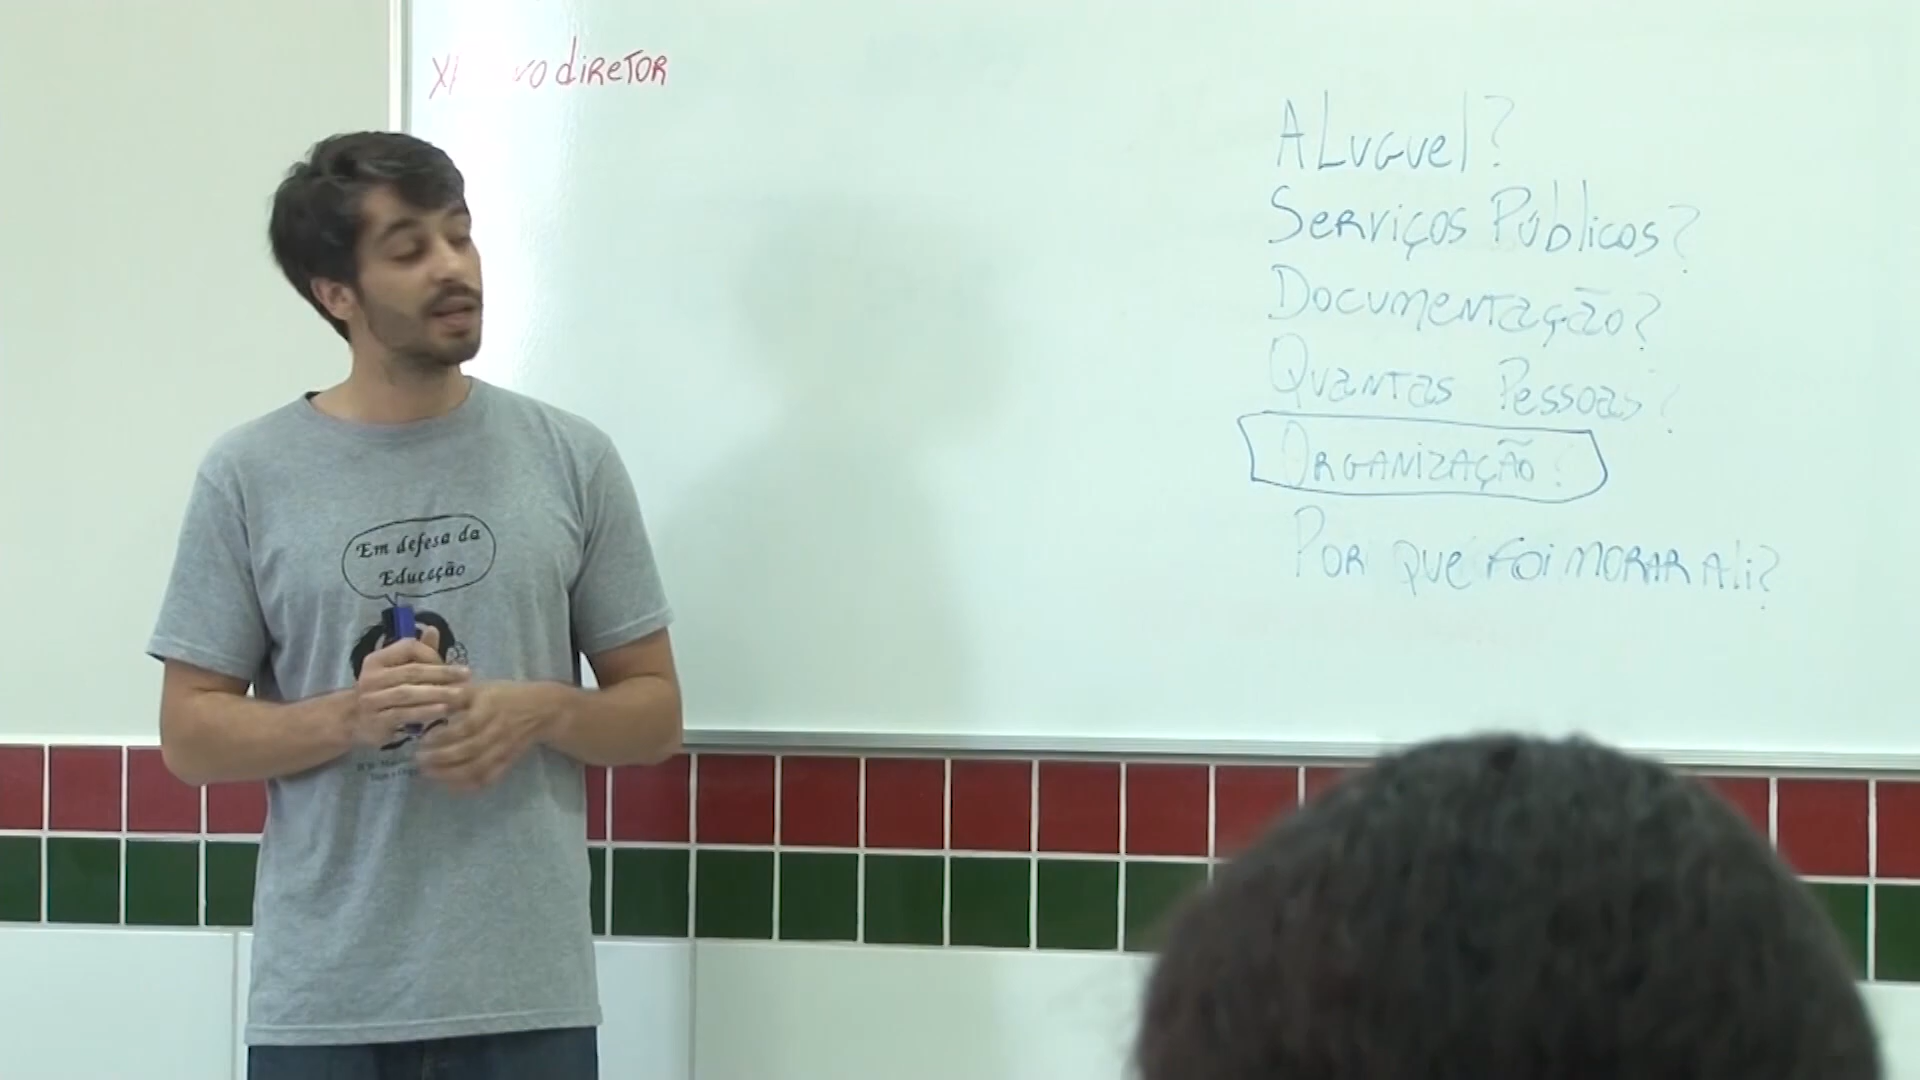 diretor
Aluguel?
Serviços Públicos?
Documentação?
Quantas Pessoas?
Organização?
Por que foi morar ali?
Em defesa da
Educação